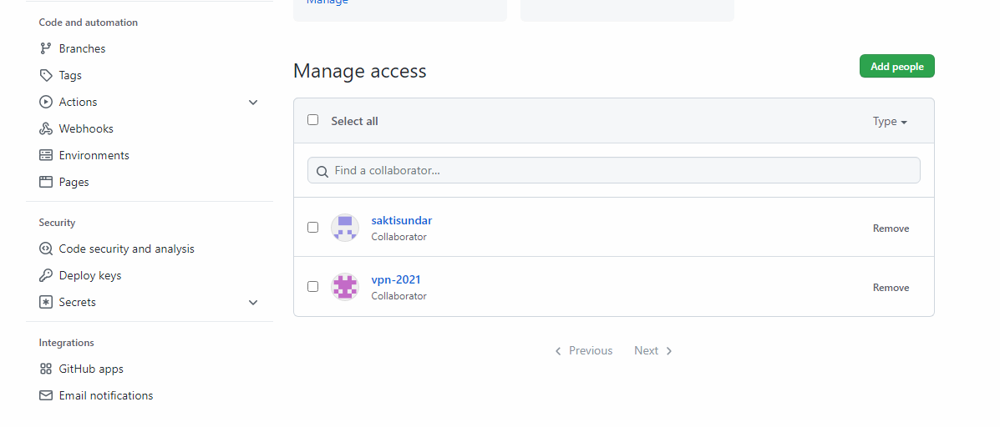 Manage
Code and automation
Branches
Tags
Actions
Webhooks
Environments
Pages
Security
Code security and analysis
Deploy keys
Secrets
Integrations
GitHub apps
Email notifications
Manage access
Add people
Select all
Type
Find a collaborator...
saktisundar
Collaborator
Remove
vpn-2021
Collaborator
Remove
Previous Next